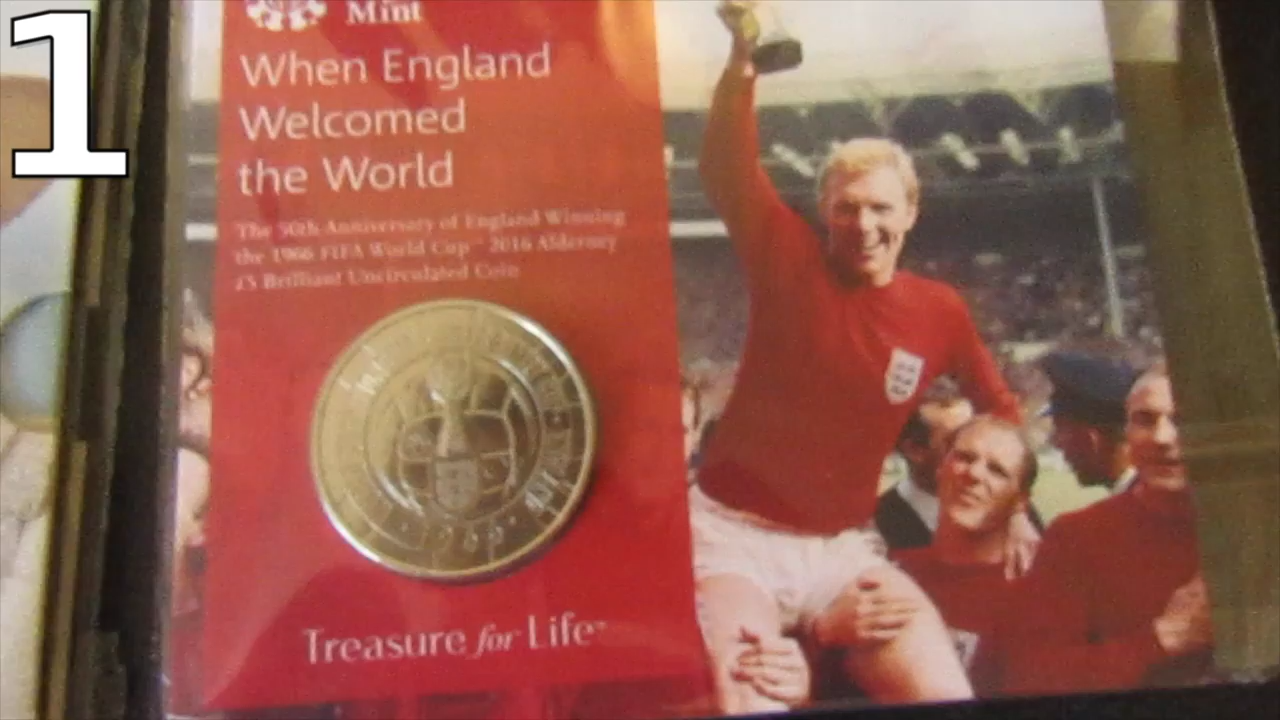 1
Mint
When England
Welcomed
the World
The 50th Anniversary of England Winning
the 1966 FIFA World Cup - 2016 Alderney
£5 Brilliant Uncirculated Coin
1966
Treasure for Life